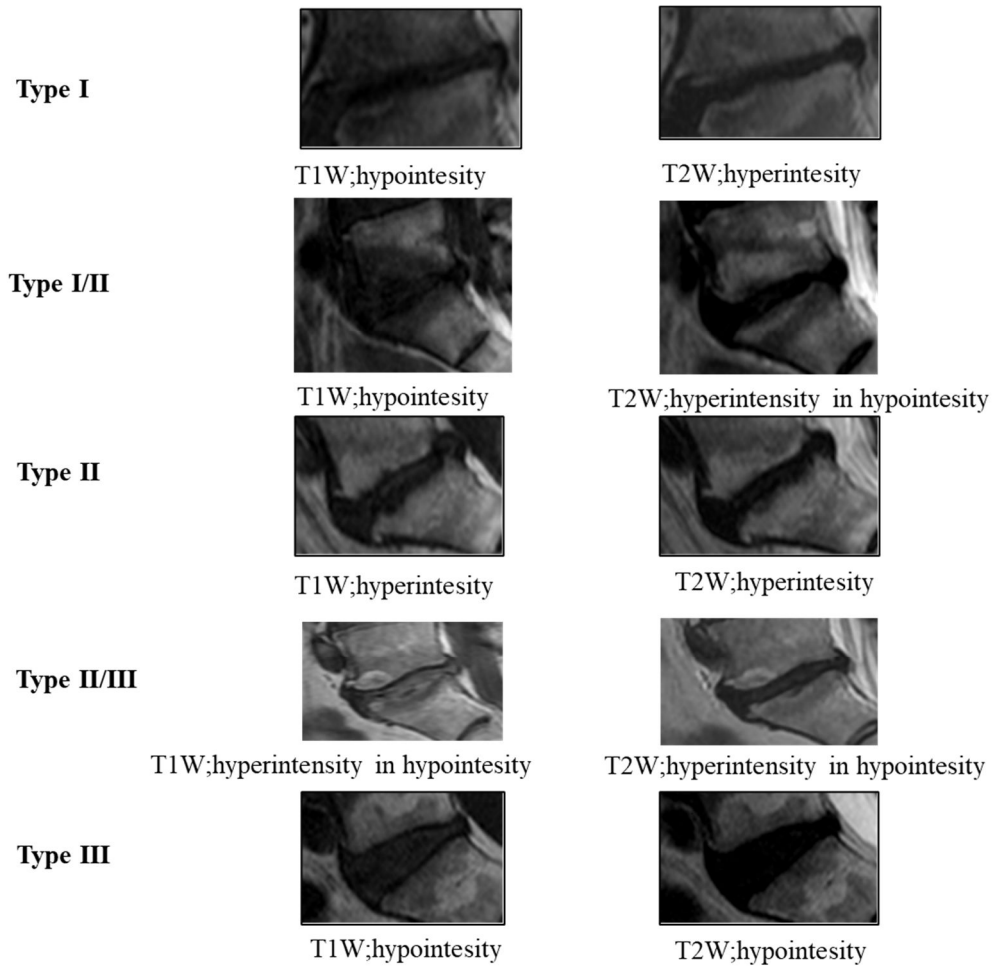 Type I
T1W;hypointesity
T2W;hyperintesity
Type I/II
T1W;hypointesity
T2W;hyperintensity in hypointesity
Type II
T1W;hyperintesity
T2W;hyperintesity
Type II/III
T1W;hyperintensity in hypointesity
T2W;hyperintensity in hypointesity
Type III
T1W;hypointesity
T2W;hypointesity